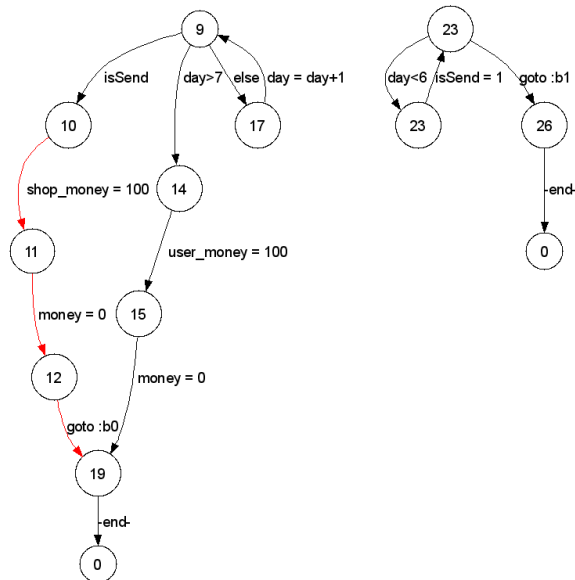 9
23
isSend
day>7
else
day = day+1
day<6
isSend = 1
goto :b1
10
17
23
26
shop_money = 100
14
-end-
11
user_money = 100
0
money = 0
15
12
money = 0
goto :b0
19
-end-
0